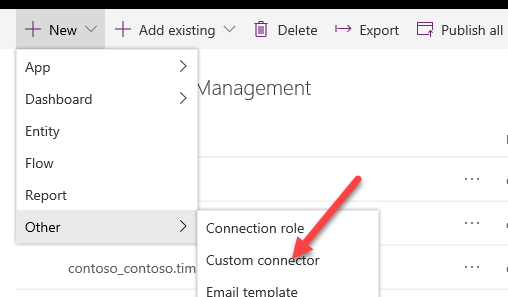 New
Add existing
Delete
Export
Publish all
App
Management
Dashboard
Entity
Flow
Report
Other
Connection role
Custom connector
contoso_contoso.tim
Email template